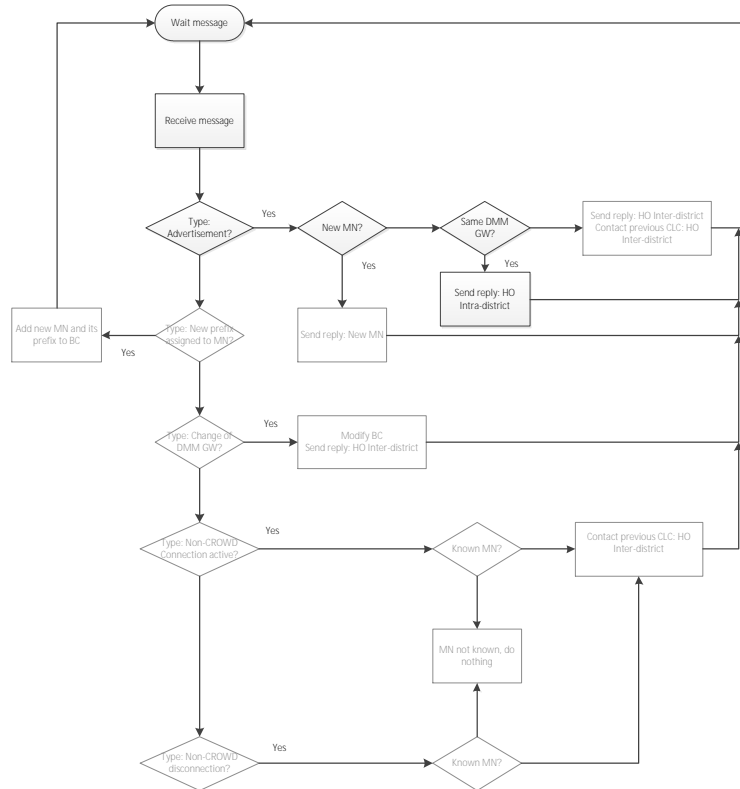 Wait message
Receive message
Type:
Advertisement?
Yes
New MN?
Same DMM
GW?
Send reply: HO Inter-district
Contact previous CLC: HO
Inter-district
Yes
Yes
Send reply: HO
Intra-district
Add new MN and its
prefix to BC
Yes
Type: New prefix
assigned to MN?
Send reply: New MN
Type: Change of
DMM GW?
Yes
Modify BC
Send reply: HO Inter-district
Type: Non-CROWD
Connection active?
Yes
Known MN?
Contact previous CLC: HO
Inter-district
MN not known, do
nothing
Type: Non-CROWD
disconnection?
Yes
Known MN?